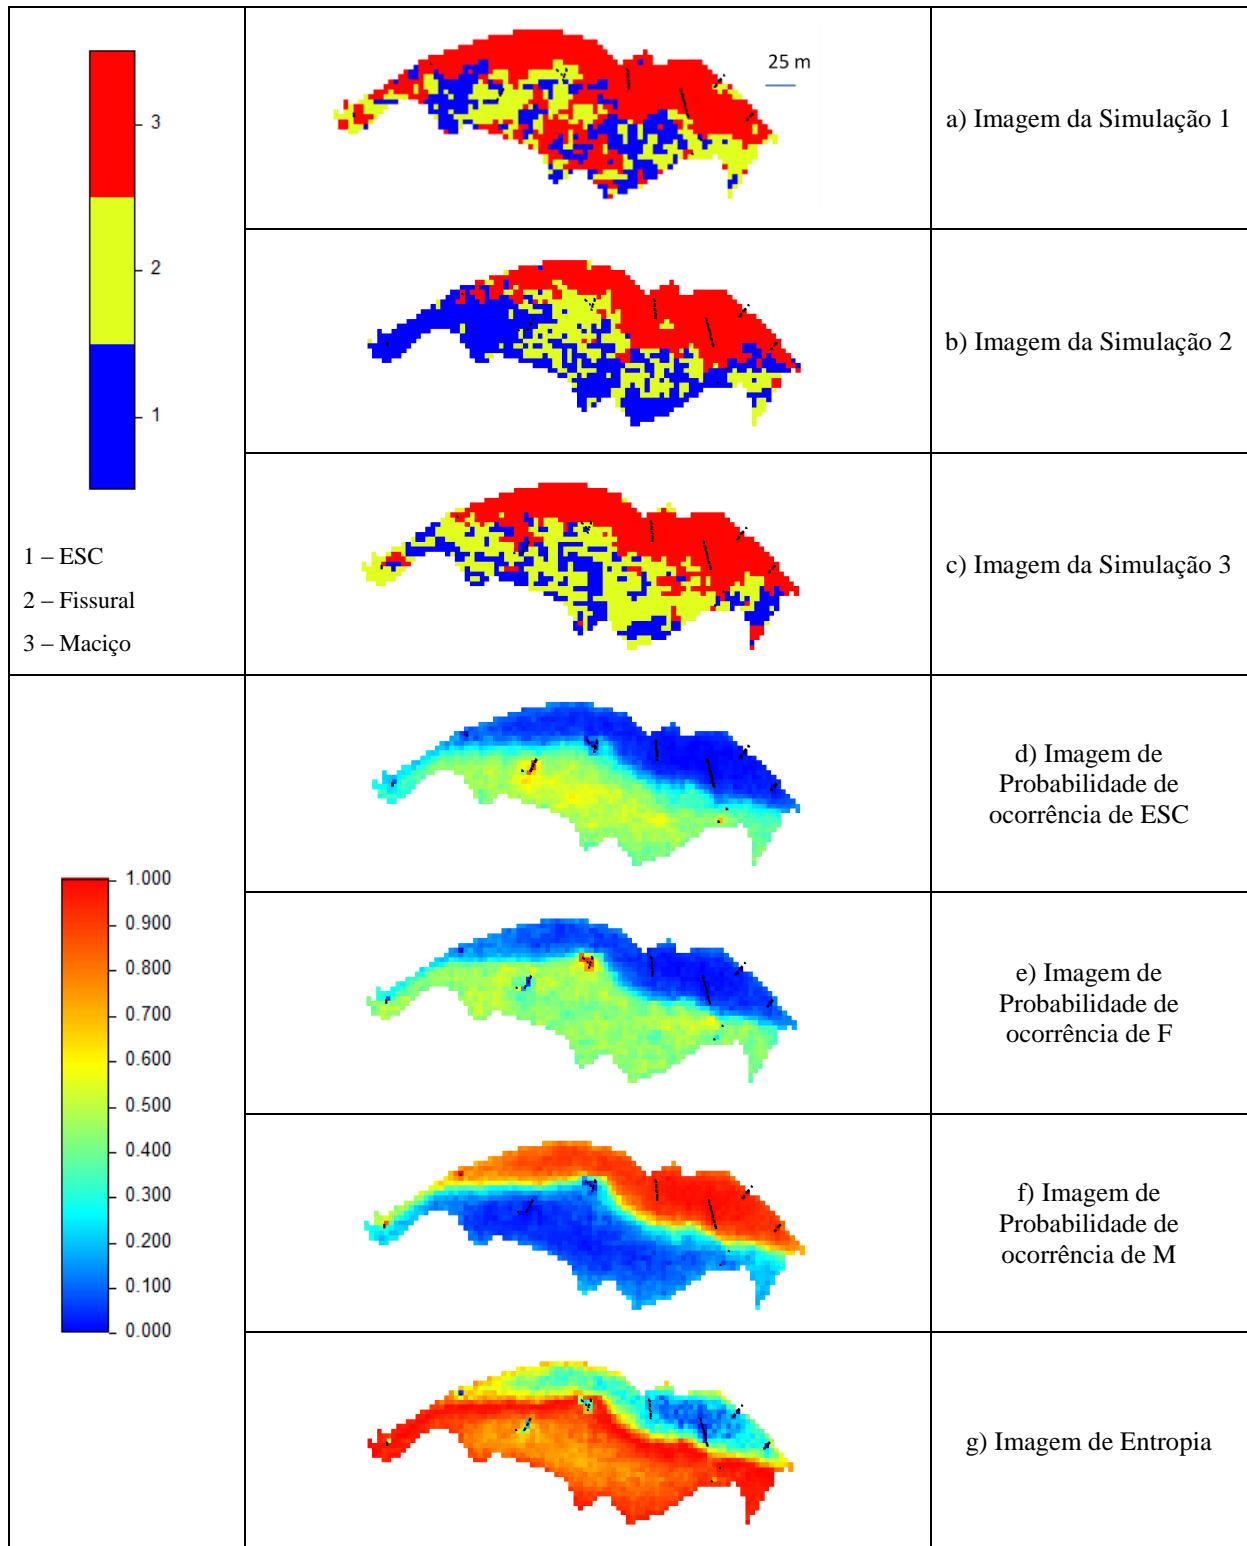 3
2
1
1 – ESC
2 – Fissural
3 – Maciço
25 m
a) Imagem da Simulação 1
b) Imagem da Simulação 2
c) Imagem da Simulação 3
1.000
0.900
0.800
0.700
0.600
0.500
0.400
0.300
0.200
0.100
0.000
d) Imagem de
Probabilidade de
ocorrência de ESC
e) Imagem de
Probabilidade de
ocorrência de F
f) Imagem de
Probabilidade de
ocorrência de M
g) Imagem de Entropia